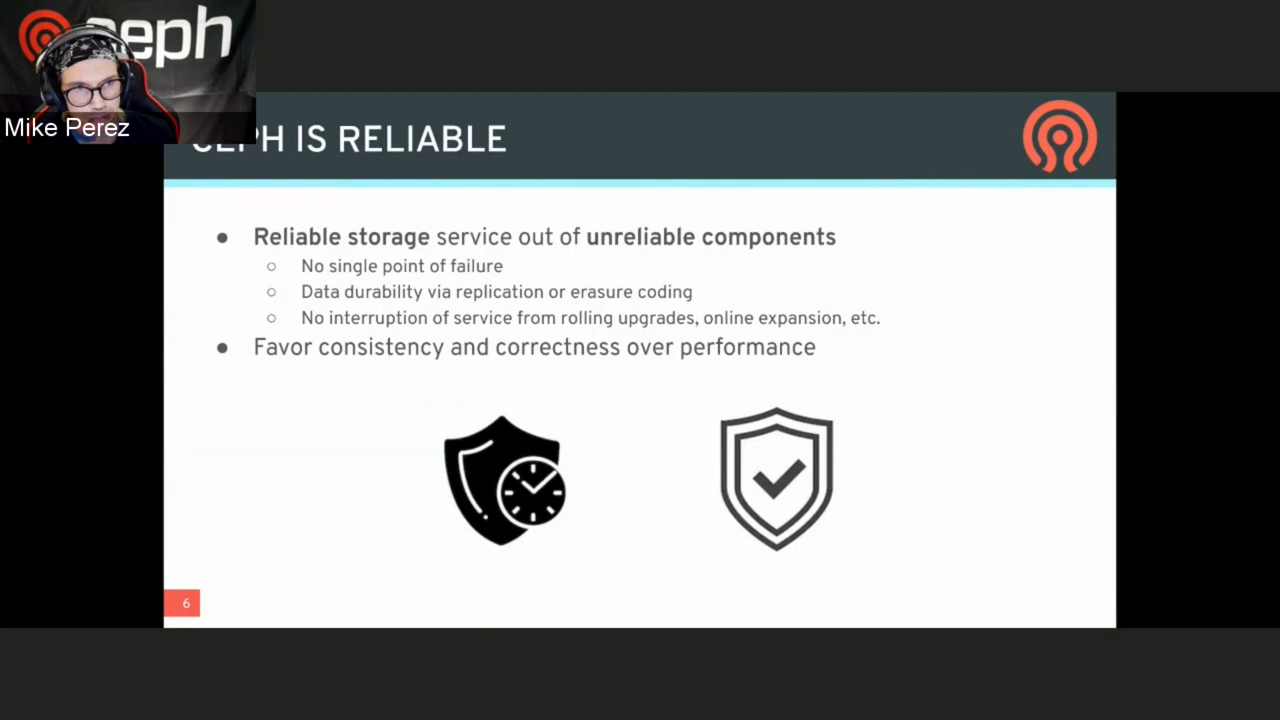 ceph
Mike Perez
CEPH IS RELIABLE
● Reliable storage service out of unreliable components
○ No single point of failure
○ Data durability via replication or erasure coding
○ No interruption of service from rolling upgrades, online expansion, etc.
● Favor consistency and correctness over performance
6